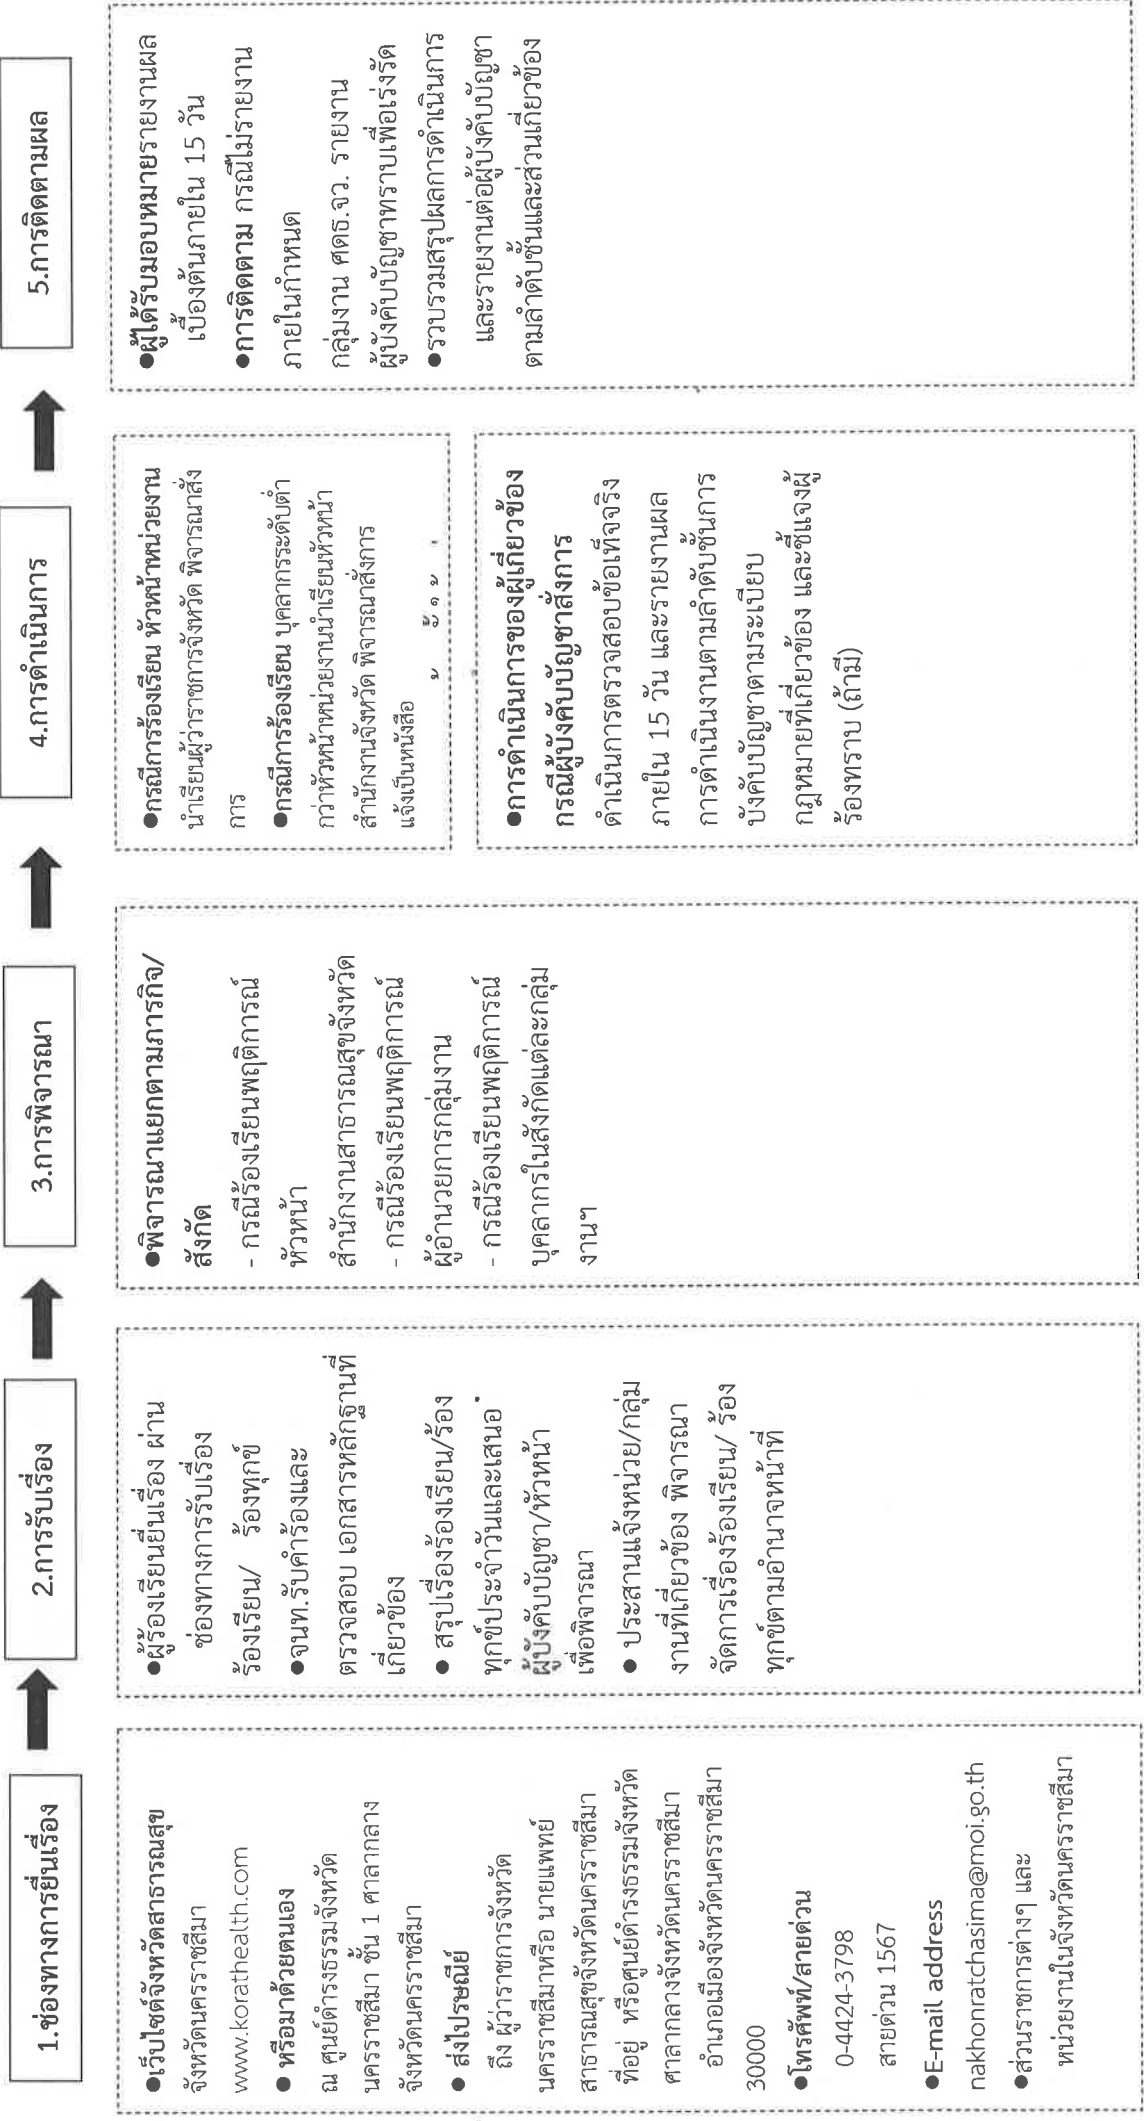 1.ช่องทางการยื่นเรื่อง
●เว็บไซต์จังหวัดสาธารณสุข
จังหวัดนครราชสีมา
www.korathealth.com
● หรือมาด้วยตนเอง
ณ ศูนย์ดำรงธรรมจังหวัด
นครราชสีมา ชั้น 1 ศาลากลาง
จังหวัดนครราชสีมา
● ส่งไปรษณีย์
ถึง ผู้ว่าราชการจังหวัด
นครราชสีมาหรือ นายแพทย์
สาธารณสุขจังหวัดนครราชสีมา
ที่อยู่ หรือศูนย์ดำรงธรรมจังหวัด
ศาลากลางจังหวัดนครราชสีมา
อำเภอเมืองจังหวัดนครราชสีมา
30000
●โทรศัพท์/สายด่วน
0-4424-3798
สายด่วน 1567
●E-mail address
nakhonratchasima@moi.go.th
●ส่วนราชการต่างๆ และ
หน่วยงานในจังหวัดนครราชสีมา
2.การรับเรื่อง
●ผู้ร้องเรียนยื่นเรื่อง ผ่าน
ช่องทางการรับเรื่อง
ร้องเรียน/ ร้องทุกข์
●จนท.รับคำร้องและ
ตรวจสอบ เอกสารหลักฐานที่
เกี่ยวข้อง
● สรุปเรื่องร้องเรียน/ร้อง
ทุกข์ประจำวันและเสนอ
ผู้บังคับบัญชา/หัวหน้า
เพื่อพิจารณา
● ประสานแจ้งหน่วย/กลุ่ม
งานที่เกี่ยวข้อง พิจารณา
จัดการเรื่องร้องเรียน/ ร้อง
ทุกข์ตามอำนาจหน้าที่
3.การพิจารณา
●พิจารณาแยกตามภารกิจ/
สังกัด
- กรณีร้องเรียนพฤติการณ์
หัวหน้า
สำนักงานสาธารณสุขจังหวัด
- กรณีร้องเรียนพฤติการณ์
ผู้อำนวยการกลุ่มงาน
- กรณีร้องเรียนพฤติการณ์
บุคลากรในสังกัดแต่ละกลุ่ม
งานฯ
4.การดำเนินการ
●กรณีการร้องเรียน หัวหน้าหน่วยงาน
นำเรียนผู้ว่าราชการจังหวัด พิจารณาสั่ง
การ
●กรณีการร้องเรียน บุคลากรระดับต่ำ
กว่าหัวหน้าหน่วยงานนำเรียนหัวหน้า
สำนักงานจังหวัด พิจารณาสั่งการ
แจ้งเป็นหนังสือ
●การดำเนินการของผู้เกี่ยวข้อง
กรณีผู้บังคับบัญชาสั่งการ
ดำเนินการตรวจสอบข้อเท็จจริง
ภายใน 15 วัน และรายงานผล
การดำเนินงานตามลำดับชั้นการ
บังคับบัญชาตามระเบียบ
กฎหมายที่เกี่ยวข้อง และชี้แจงผู้
ร้องทราบ (ถ้ามี)
5.การติดตามผล
●ผู้ได้รับมอบหมายรายงานผล
เบื้องต้นภายใน 15 วัน
●การติดตาม กรณีไม่รายงาน
ภายในกำหนด
กลุ่มงาน ศดธ.จว. รายงาน
ผู้บังคับบัญชาทราบเพื่อเร่งรัด
●รวบรวมสรุปผลการดำเนินการ
และรายงานต่อผู้บังคับบัญชา
ตามลำดับชั้นและส่วนเกี่ยวข้อง